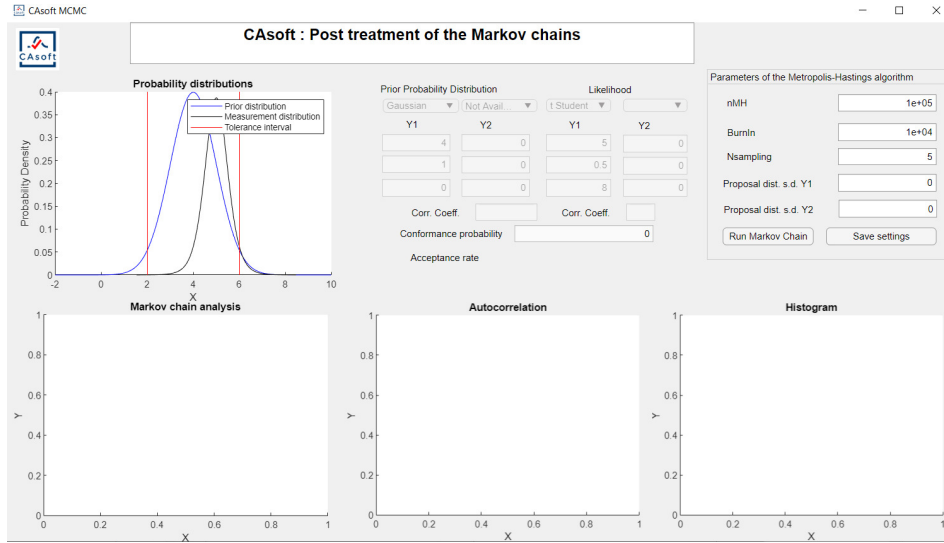 CAsoft MCMC
CAsoft
CAsoft : Post treatment of the Markov chains
Probability distributions
Probability Density
0.4
0.35
0.3
0.25
0.2
0.15
0.1
0.05
0
-2 0 2 4 6 8 10
X
Prior distribution
Measurement distribution
Tolerance interval
Prior Probability Distribution Likelihood
Gaussian Not Avail... t Student
Y1 Y2 Y1 Y2
4 0 5 0
1 0 0.5 0
0 0 8 0
Corr. Coeff. Corr. Coeff.
Conformance probability 0
Acceptance rate
Parameters of the Metropolis-Hastings algorithm
nMH 1e+05
BurnIn 1e+04
Nsampling 5
Proposal dist. s.d. Y1 0
Proposal dist. s.d. Y2 0
Run Markov Chain Save settings
Markov chain analysis
Y
1
0.8
0.6
0.4
0.2
0
0 0.2 0.4 0.6 0.8 1
X
Autocorrelation
Y
1
0.8
0.6
0.4
0.2
0
0 0.2 0.4 0.6 0.8 1
X
Histogram
Y
1
0.8
0.6
0.4
0.2
0
0 0.2 0.4 0.6 0.8 1
X